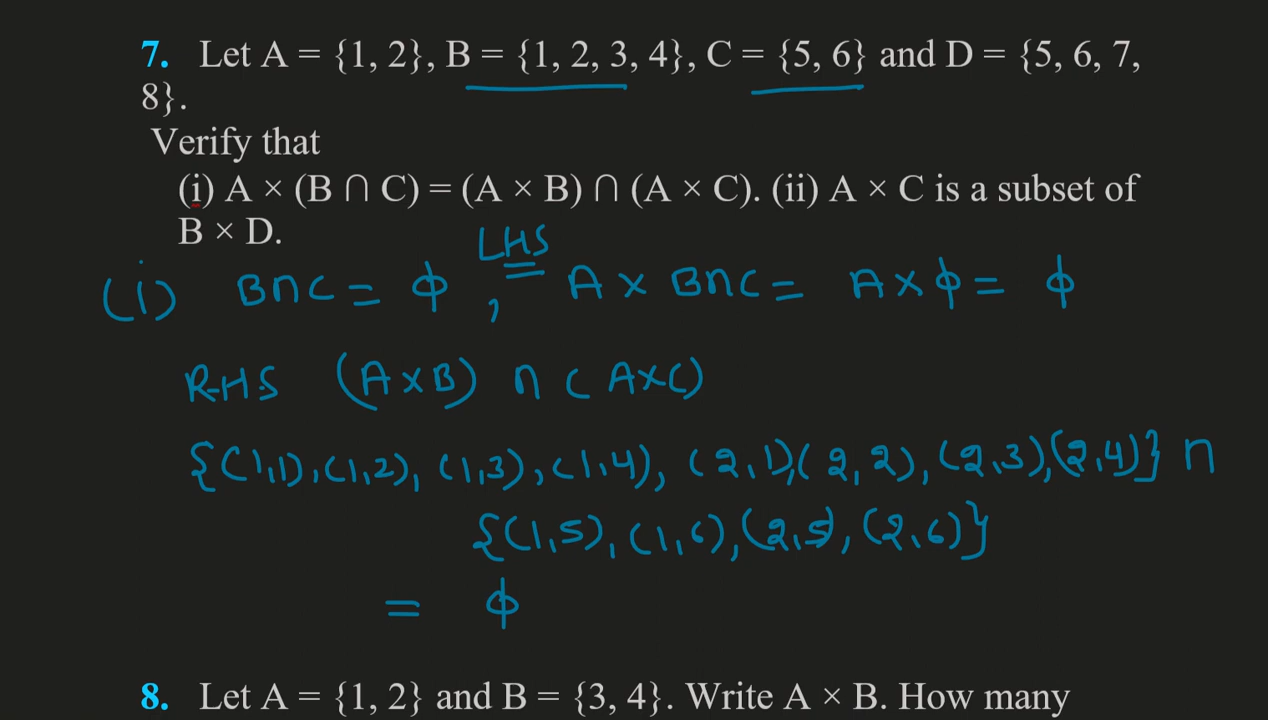 7. Let A = {1, 2}, B = {1, 2, 3, 4}, C = {5, 6} and D = {5, 6, 7,
8}.
Verify that
(i) A × (B ∩ C) = (A × B) ∩ (A × C). (ii) A × C is a subset of
B × D.
(i) B∩C = ϕ, LHS A × B∩C = A×ϕ = ϕ
RHS (A×B) ∩ (A×C)
{(1,1),(1,2),(1,3),(1,4),(2,1),(2,2),(2,3),(2,4)} ∩
{(1,5),(1,6),(2,5),(2,6)}
= ϕ
8. Let A = {1, 2} and B = {3, 4}. Write A × B. How many